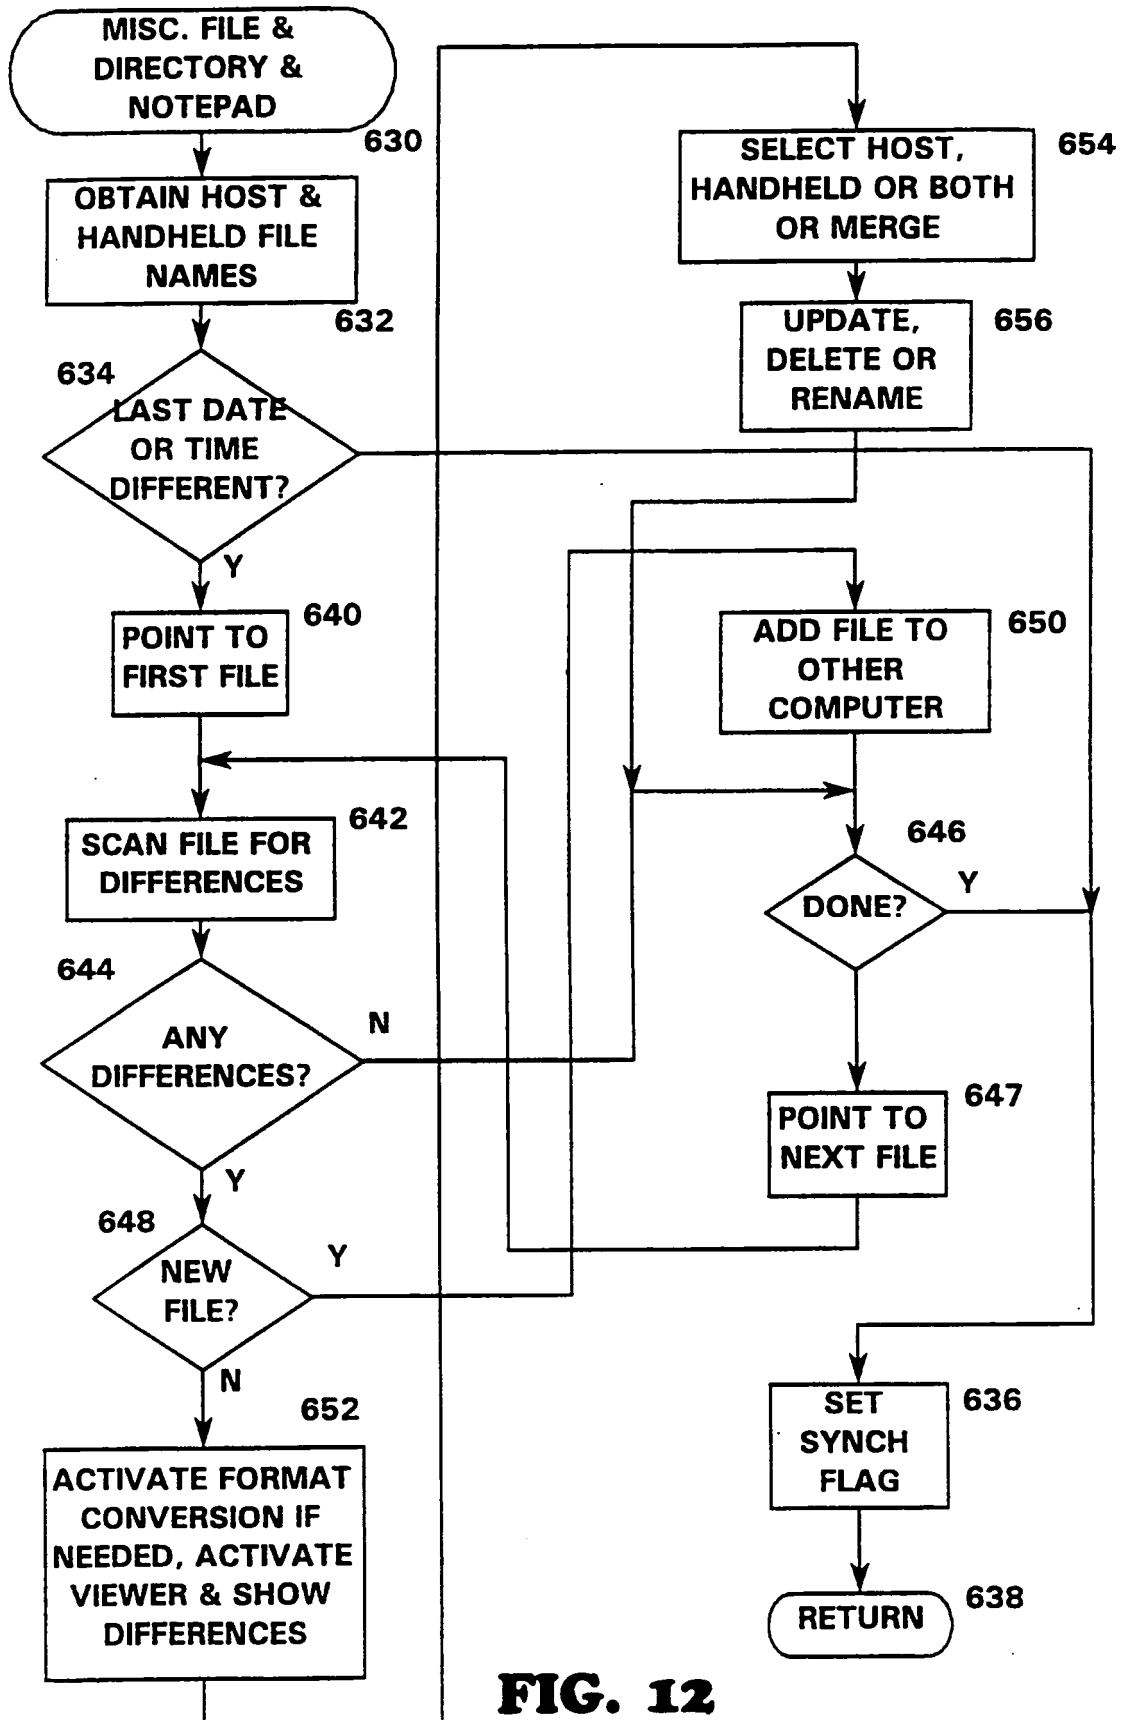 MISC. FILE &
DIRECTORY &
NOTEPAD
630
OBTAIN HOST &
HANDHELD FILE
NAMES
632
634
LAST DATE
OR TIME
DIFFERENT?
Y
640
POINT TO
FIRST FILE
642
SCAN FILE FOR
DIFFERENCES
644
ANY
DIFFERENCES?
N
Y
648
NEW
FILE?
Y
N
652
ACTIVATE FORMAT
CONVERSION IF
NEEDED, ACTIVATE
VIEWER & SHOW
DIFFERENCES
654
SELECT HOST,
HANDHELD OR BOTH
OR MERGE
656
UPDATE,
DELETE OR
RENAME
650
ADD FILE TO
OTHER
COMPUTER
646
DONE?
Y
647
POINT TO
NEXT FILE
636
SET
SYNCH
FLAG
638
RETURN
FIG. 12